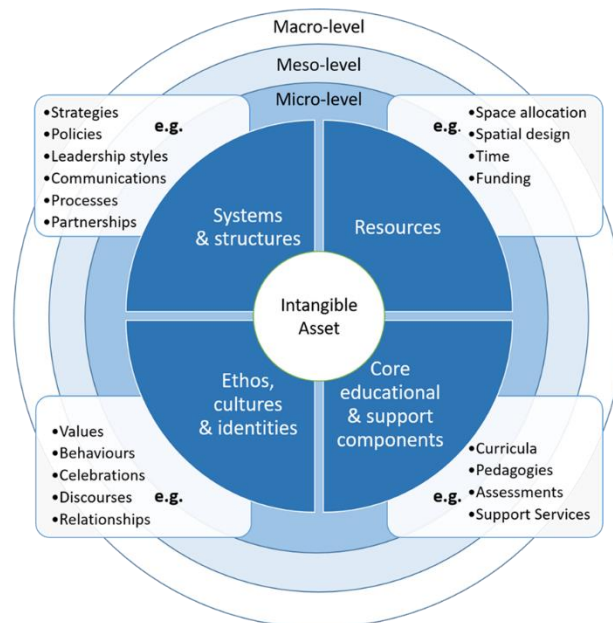 Macro-level
Meso-level
Micro-level
•Strategies
•Policies
•Leadership styles
•Communications
•Processes
•Partnerships
e.g.
e.g.
•Space allocation
•Spatial design
•Time
•Funding
Systems
& structures
Resources
Intangible
Asset
Ethos,
cultures
& identities
Core
educational
& support
components
•Values
•Behaviours
•Celebrations
•Discourses
•Relationships
e.g.
e.g.
•Curricula
•Pedagogies
•Assessments
•Support Services